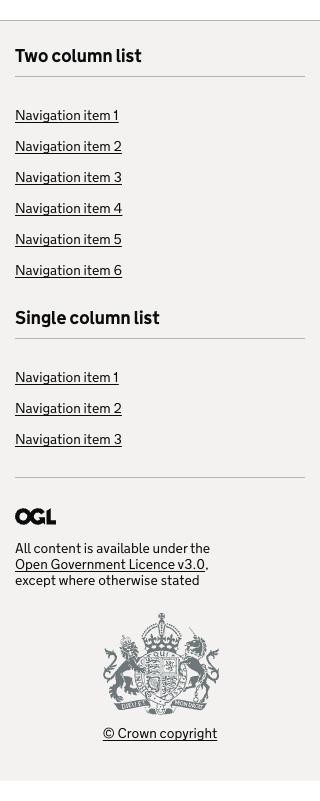 Two column list
Navigation item 1
Navigation item 2
Navigation item 3
Navigation item 4
Navigation item 5
Navigation item 6
Single column list
Navigation item 1
Navigation item 2
Navigation item 3
OGL
All content is available under the
Open Government Licence v3.0,
except where otherwise stated
© Crown copyright